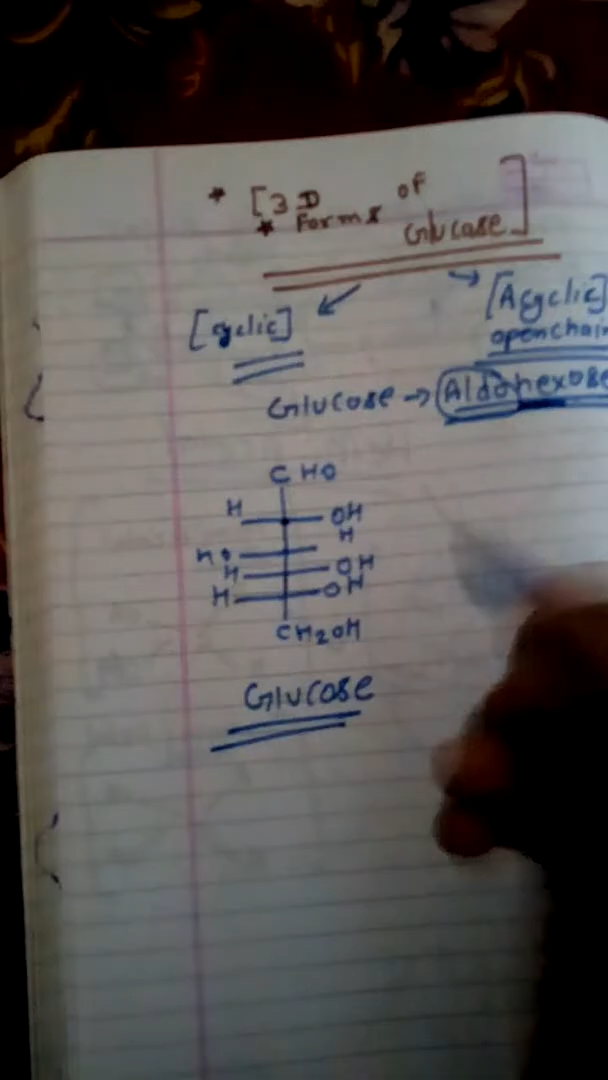 * [3D Forms of
* Glucose]
[cyclic]
[Acyclic]
openchain
Glucose → Aldohexose
CHO
H OH
HO H
H OH
H OH
CH2OH
Glucose